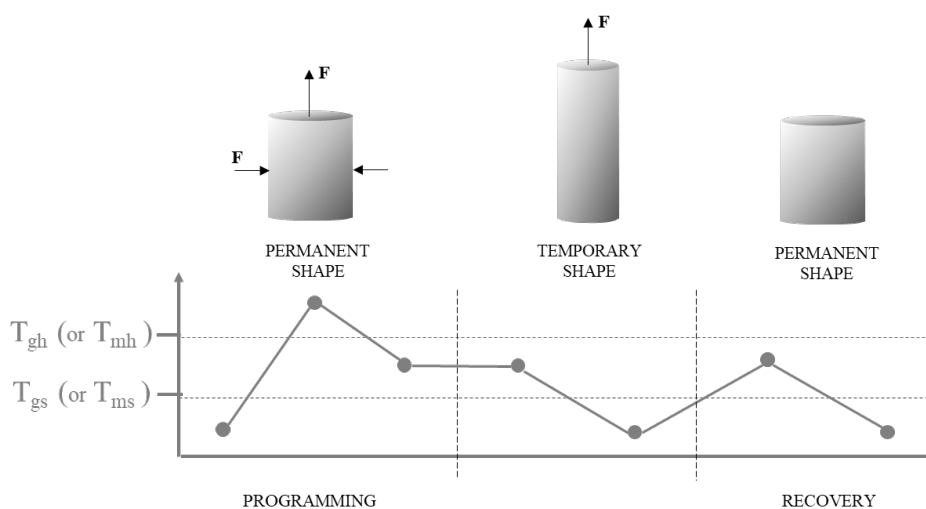 F
F
F
PERMANENT
SHAPE
TEMPORARY
SHAPE
PERMANENT
SHAPE
Tgh (or Tmh)
Tgs (or Tms)
PROGRAMMING
RECOVERY